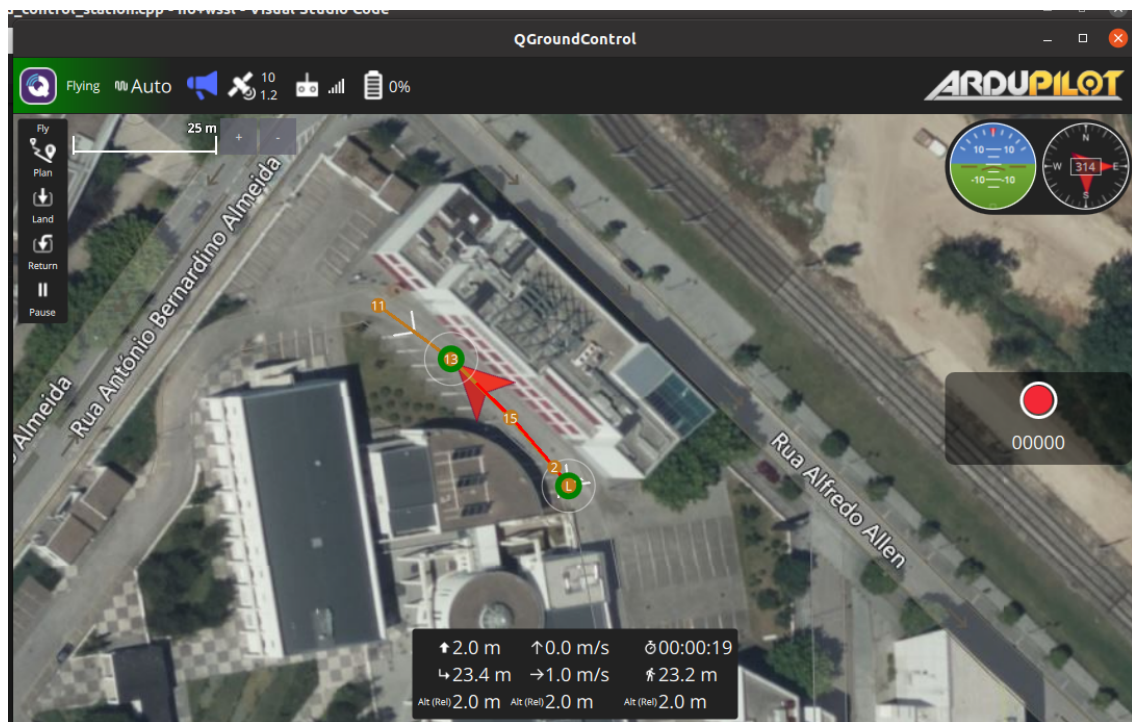 _control_station.cpp - no+wssl - Visual Studio Code
QGroundControl
Flying Auto 10 1.2 0%
ARDUPILOT
Fly
Plan
Land
Return
Pause
25 m + -
10 10
-10 -10
N
W 314 E
S
Rua António Bernardino Almeida
Almeida
11
13
15
2
L
00000
Rua Alfredo Allen
2.0 m 0.0 m/s 00:00:19
23.4 m 1.0 m/s 23.2 m
Alt (Rel) 2.0 m Alt (Rel) 2.0 m Alt (Rel) 2.0 m